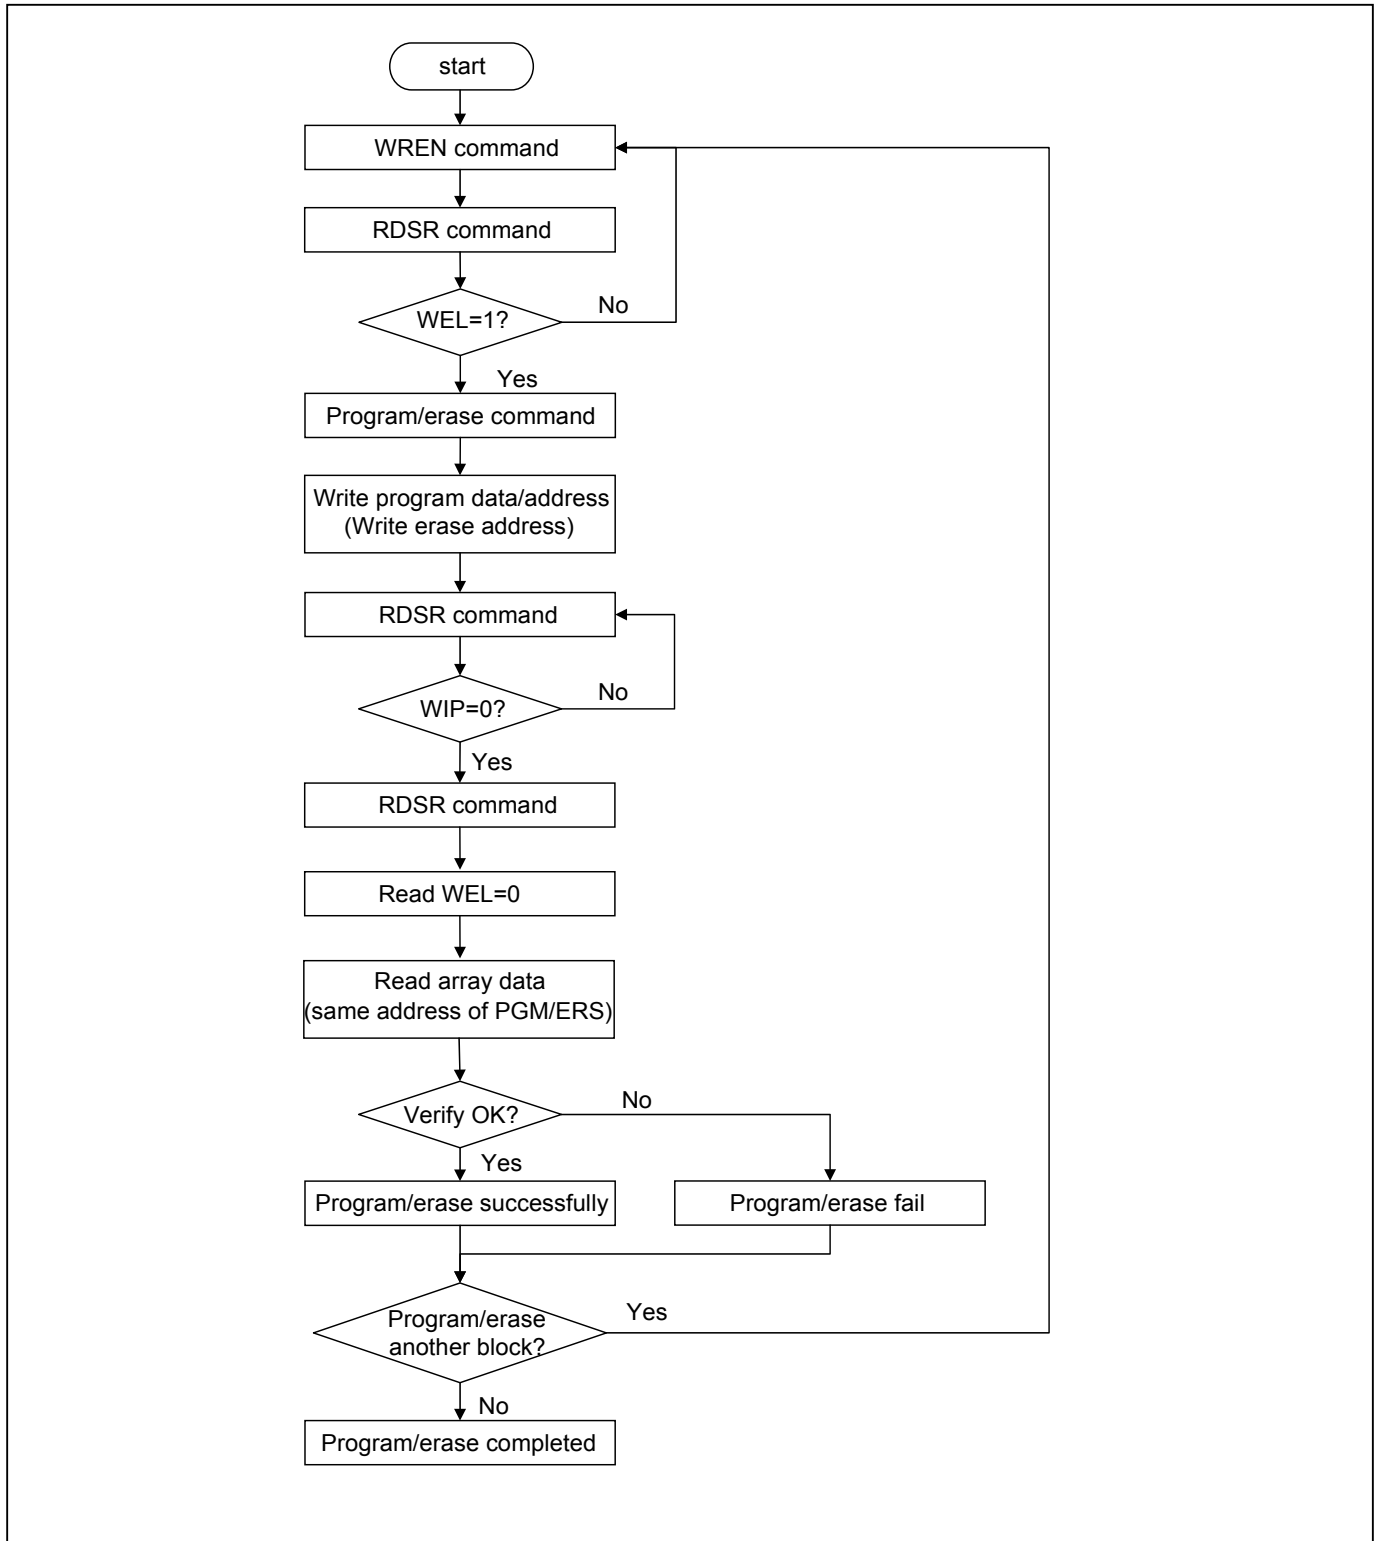 start
WREN command
RDSR command
WEL=1?
No
Yes
Program/erase command
Write program data/address
(Write erase address)
RDSR command
WIP=0?
No
Yes
RDSR command
Read WEL=0
Read array data
(same address of PGM/ERS)
Verify OK?
No
Yes
Program/erase successfully
Program/erase fail
Program/erase
another block?
Yes
No
Program/erase completed